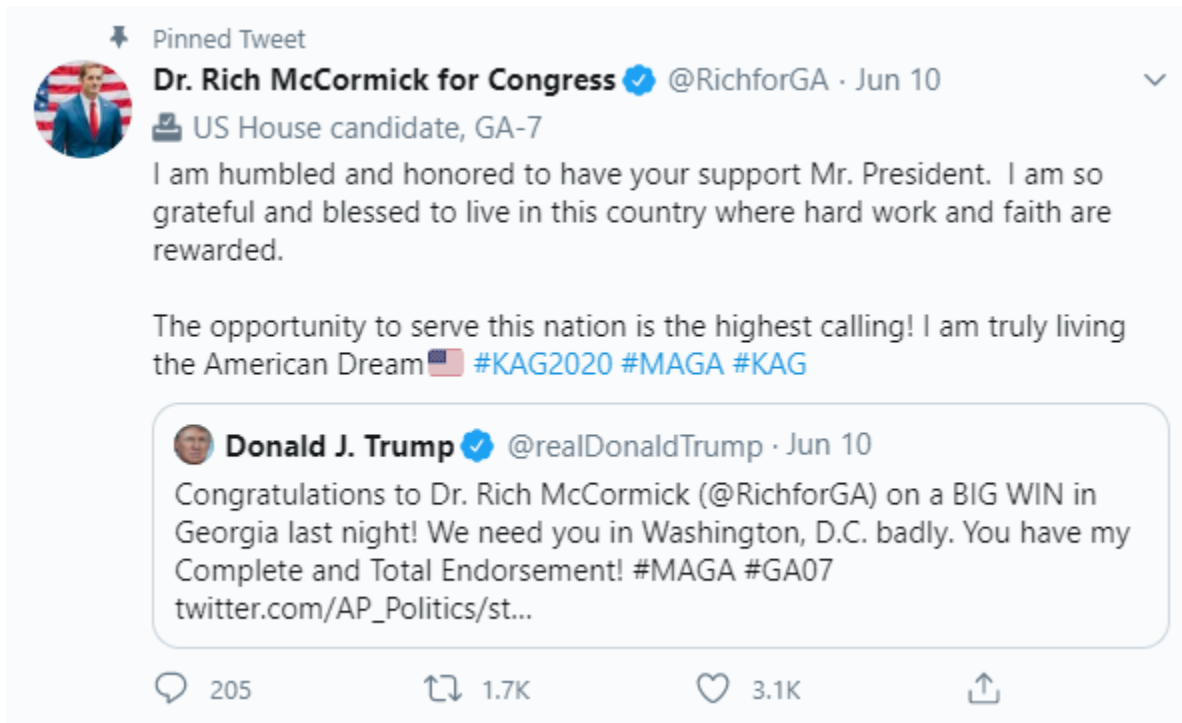 Pinned Tweet
Dr. Rich McCormick for Congress @RichforGA · Jun 10
US House candidate, GA-7
I am humbled and honored to have your support Mr. President.  I am so
grateful and blessed to live in this country where hard work and faith are
rewarded.
The opportunity to serve this nation is the highest calling! I am truly living
the American Dream🇺🇸 #KAG2020 #MAGA #KAG
Donald J. Trump @realDonaldTrump · Jun 10
Congratulations to Dr. Rich McCormick (@RichforGA) on a BIG WIN in
Georgia last night! We need you in Washington, D.C. badly. You have my
Complete and Total Endorsement! #MAGA #GA07
twitter.com/AP_Politics/st...
205 1.7K 3.1K